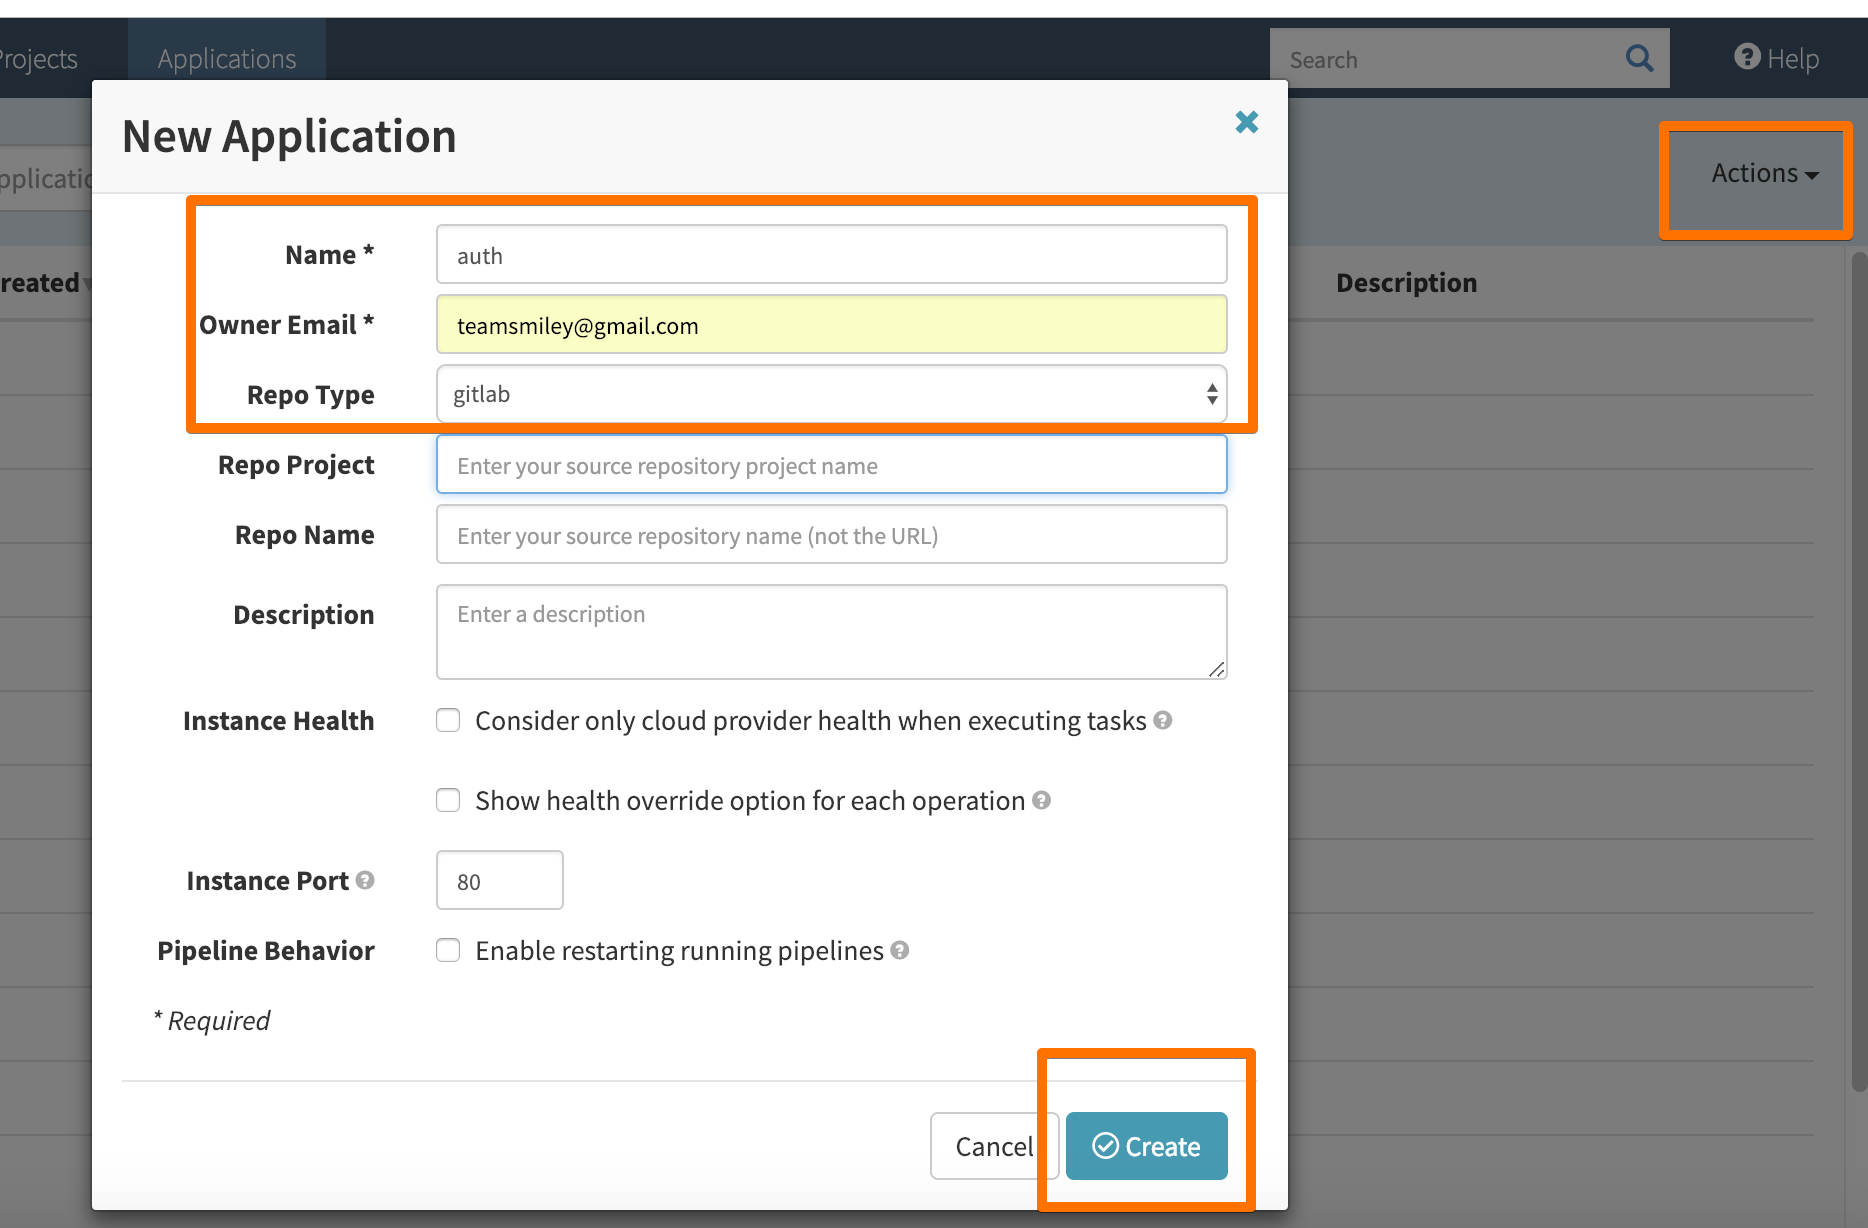 Projects
Applications
Search
Help
New Application
Actions
Name *
auth
Owner Email *
teamsmiley@gmail.com
Repo Type
gitlab
Repo Project
Enter your source repository project name
Repo Name
Enter your source repository name (not the URL)
Description
Enter a description
Instance Health
Consider only cloud provider health when executing tasks
Show health override option for each operation
Instance Port
80
Pipeline Behavior
Enable restarting running pipelines
* Required
Cancel
Create
Description